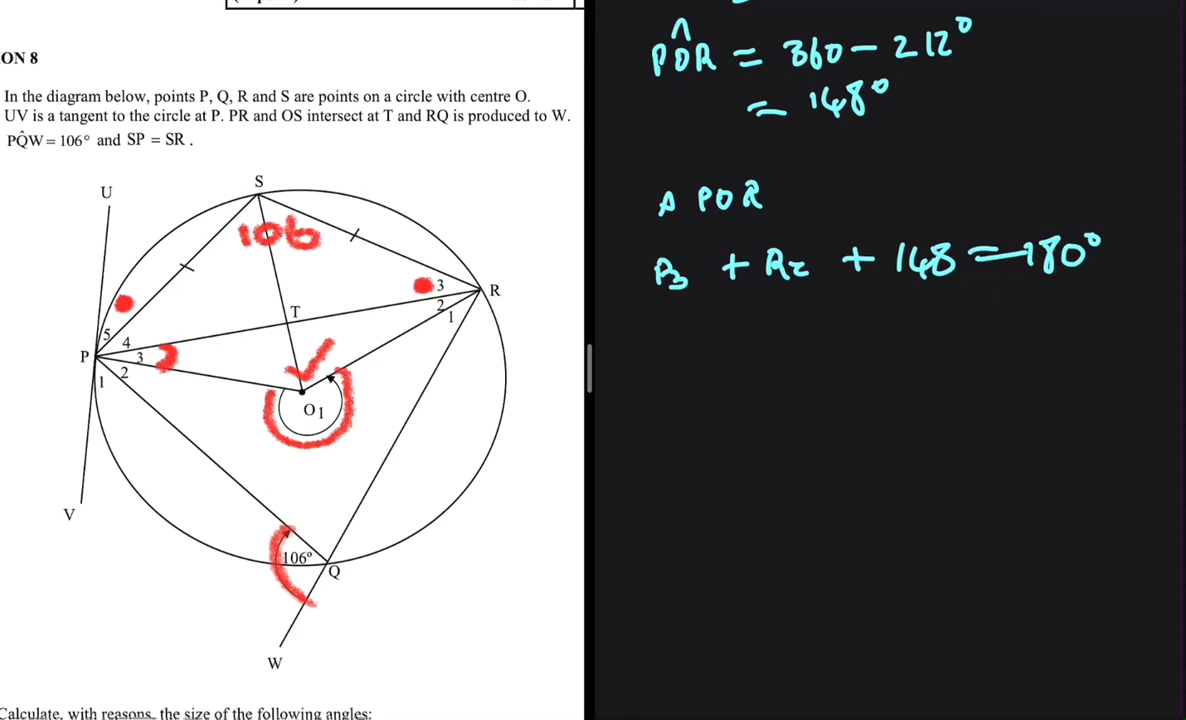 ION 8
In the diagram below, points P, Q, R and S are points on a circle with centre O.
UV is a tangent to the circle at P. PR and OS intersect at T and RQ is produced to W.
PQ̂W = 106° and SP = SR .
S
U
106
3
R
2
1
T
5
4
P
3
2
1
O1
V
106°
Q
W
Calculate, with reasons, the size of the following angles:
PÔR = 360 - 212°
= 148°
Δ POR
P3 + R2 + 148 = 180°